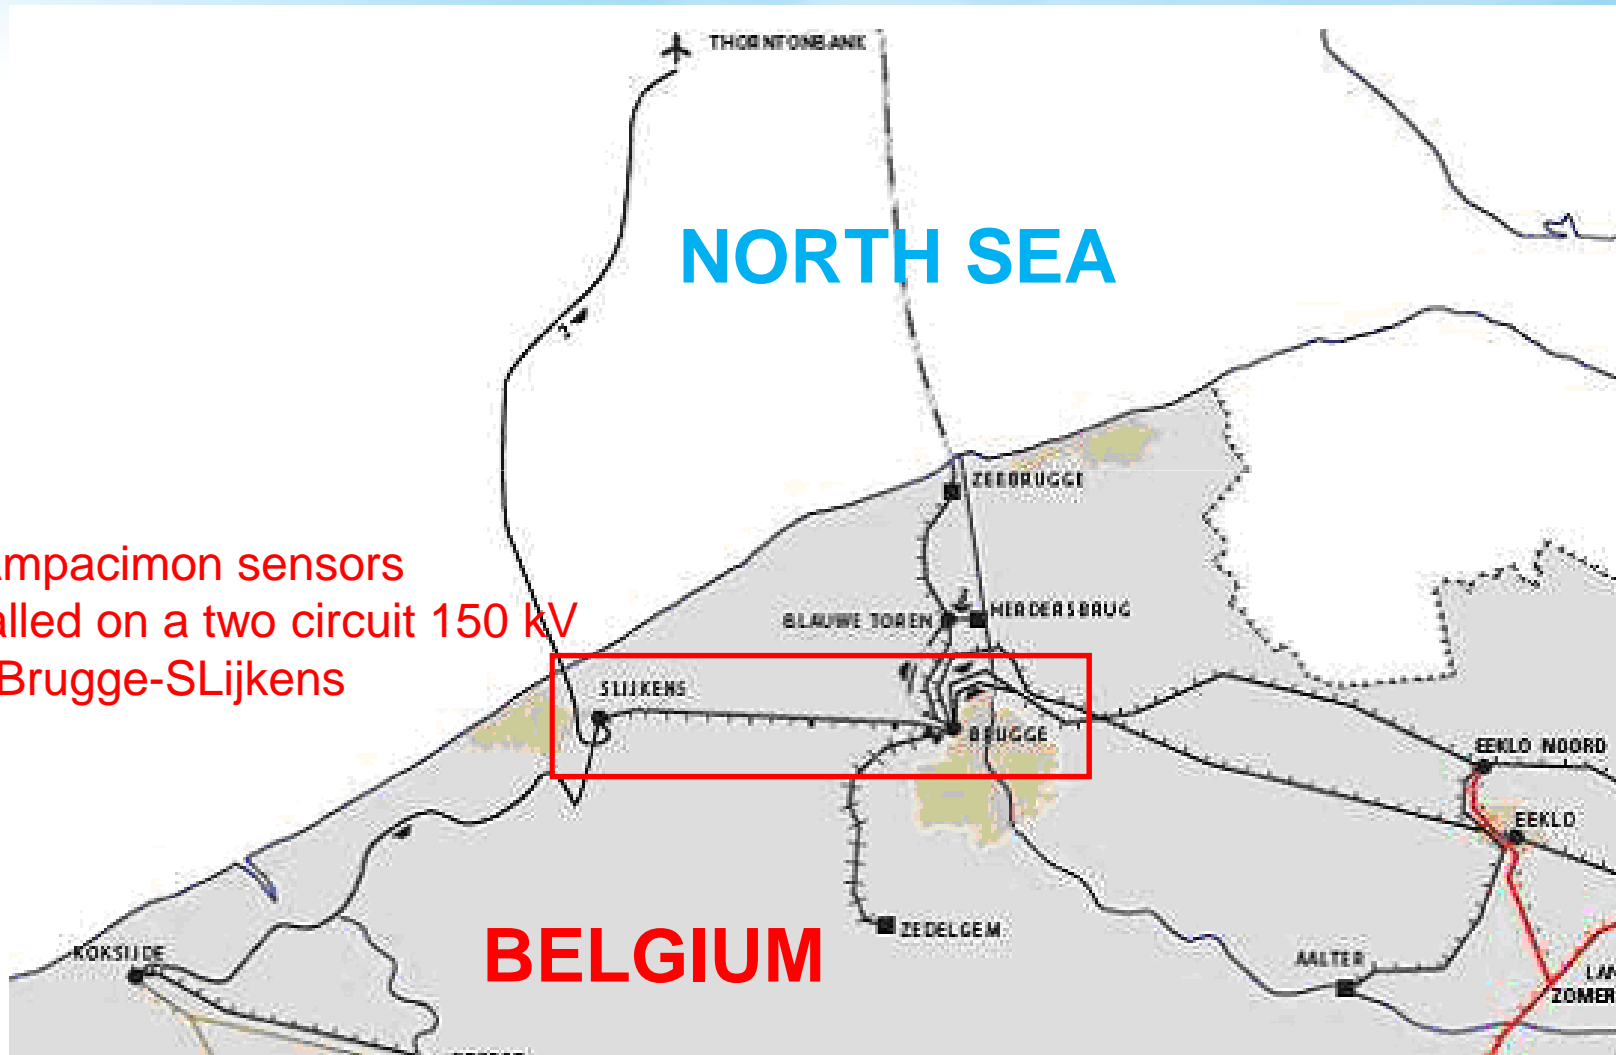 THORNTONBANK
NORTH SEA
ZEEBRUGGE
mpacimon sensors
alled on a two circuit 150 kV
Brugge-SLijkens
BLAUWE TOREN
HERDERSBRUG
SLIJKENS
BRUGGE
EEKLO NOORD
EEKLO
BELGIUM
ZEDELGEM
KOKSIJDE
AALTER
LAN
ZOMER